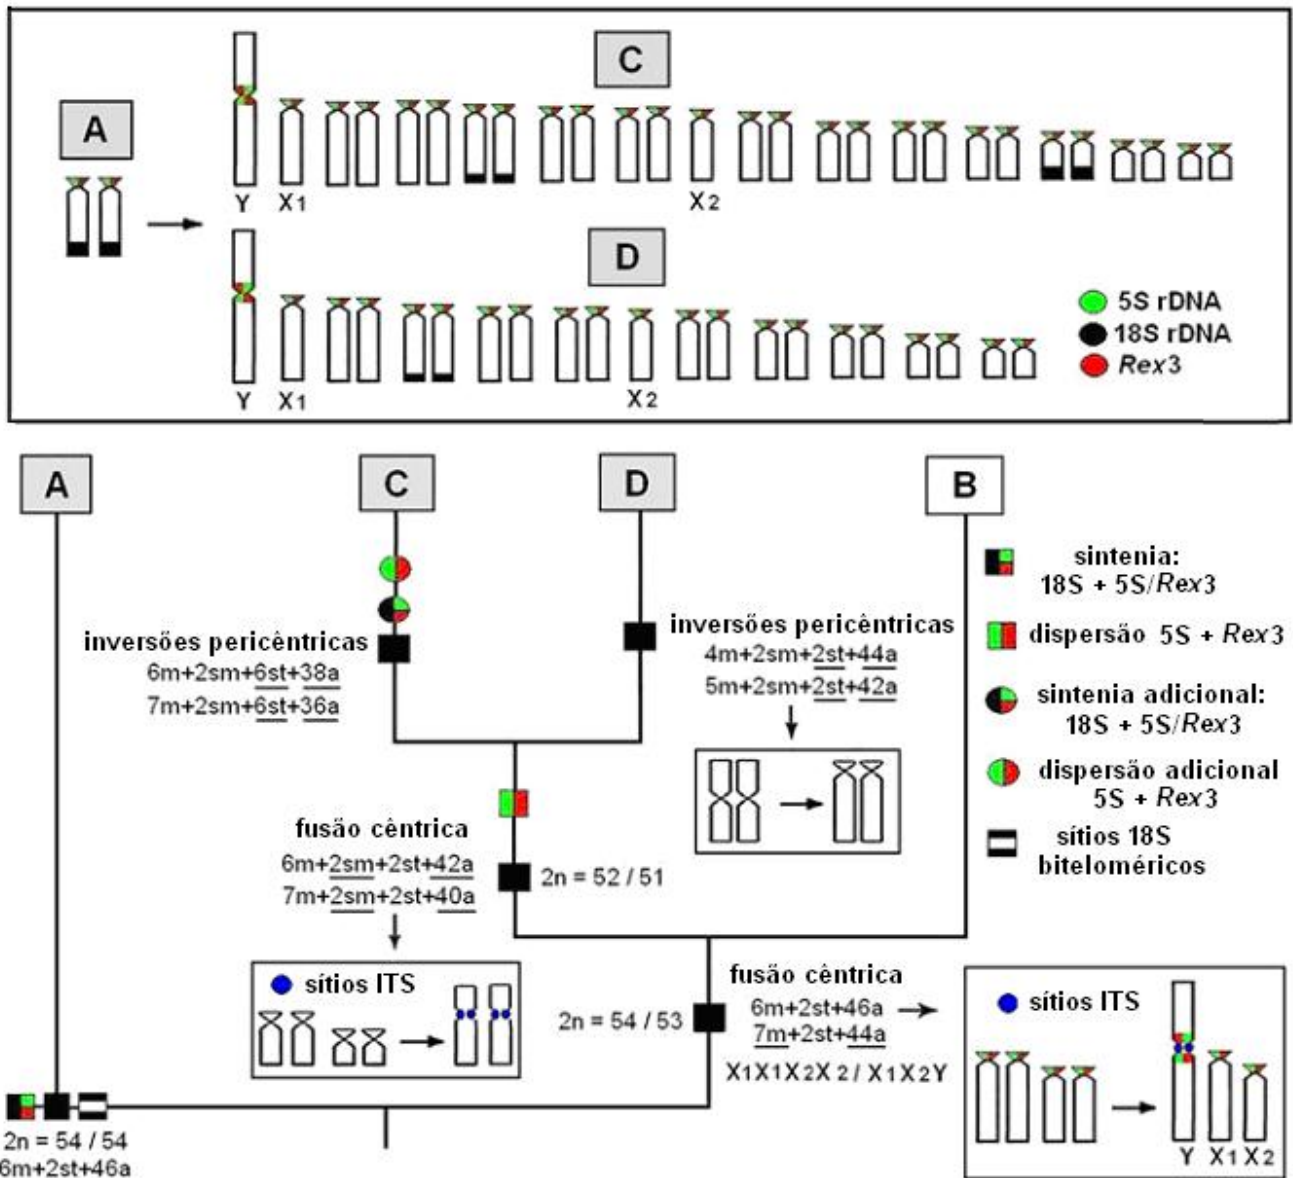 A
C
Y X1 X2
D
Y X1 X2
5S rDNA
18S rDNA
Rex3
A
C
D
B
sintenia:
18S + 5S/Rex3
dispersão 5S + Rex3
sintenia adicional:
18S + 5S/Rex3
dispersão adicional
5S + Rex3
sítios 18S
biteloméricos
inversões pericêntricas
6m+2sm+6st+38a
7m+2sm+6st+36a
inversões pericêntricas
4m+2sm+2st+44a
5m+2sm+2st+42a
fusão cêntrica
6m+2sm+2st+42a
7m+2sm+2st+40a
2n = 52 / 51
sítios ITS
2n = 54 / 53
fusão cêntrica
6m+2st+46a
7m+2st+44a
X1X1X2X2 / X1X2Y
sítios ITS
Y X1 X2
2n = 54 / 54
6m+2st+46a